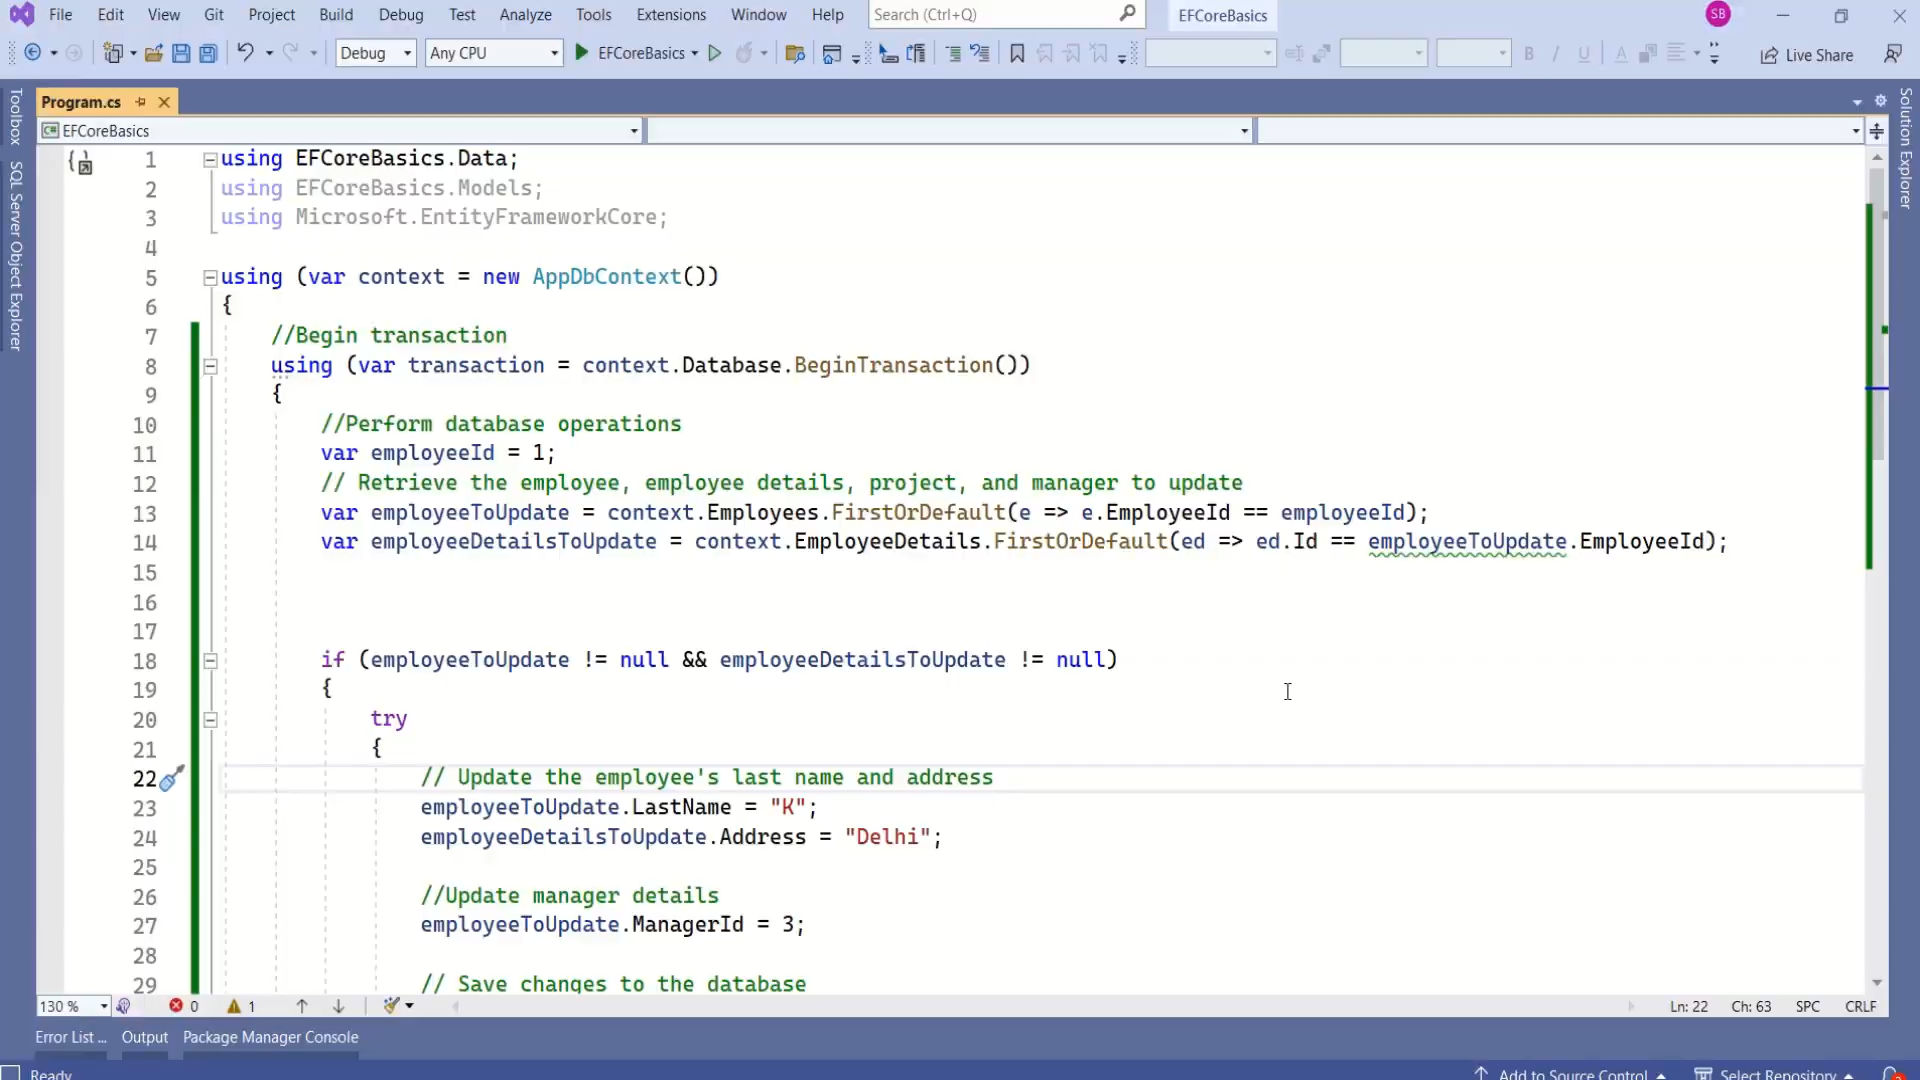 File Edit View Git Project Build Debug Test Analyze Tools Extensions Window Help Search (Ctrl+Q) EFCoreBasics SB
Debug Any CPU EFCoreBasics B I U A Live Share
Toolbox
SQL Server Object Explorer
Solution Explorer
Program.cs
C# EFCoreBasics
1 using EFCoreBasics.Data;
2 using EFCoreBasics.Models;
3 using Microsoft.EntityFrameworkCore;
4
5 using (var context = new AppDbContext())
6 {
7 //Begin transaction
8 using (var transaction = context.Database.BeginTransaction())
9 {
10 //Perform database operations
11 var employeeId = 1;
12 // Retrieve the employee, employee details, project, and manager to update
13 var employeeToUpdate = context.Employees.FirstOrDefault(e => e.EmployeeId == employeeId);
14 var employeeDetailsToUpdate = context.EmployeeDetails.FirstOrDefault(ed => ed.Id == employeeToUpdate.EmployeeId);
15
16
17
18 if (employeeToUpdate != null && employeeDetailsToUpdate != null)
19 {
20 try
21 {
22 // Update the employee's last name and address
23 employeeToUpdate.LastName = "K";
24 employeeDetailsToUpdate.Address = "Delhi";
25
26 //Update manager details
27 employeeToUpdate.ManagerId = 3;
28
29 // Save changes to the database
130 % 0 1 Ln: 22 Ch: 63 SPC CRLF
Error List ... Output Package Manager Console
Ready Add to Source Control Select Repository